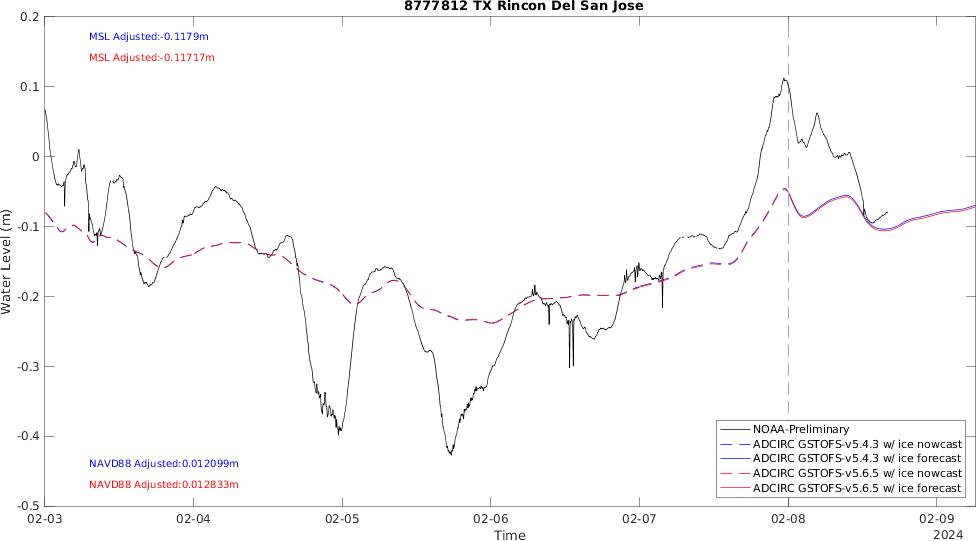 8777812 TX Rincon Del San Jose
MSL Adjusted:-0.1179m
MSL Adjusted:-0.11717m
NAVD88 Adjusted:0.012099m
NAVD88 Adjusted:0.012833m
Water Level (m)
0.2
0.1
0
-0.1
-0.2
-0.3
-0.4
-0.5
NOAA-Preliminary
ADCIRC GSTOFS-v5.4.3 w/ ice nowcast
ADCIRC GSTOFS-v5.4.3 w/ ice forecast
ADCIRC GSTOFS-v5.6.5 w/ ice nowcast
ADCIRC GSTOFS-v5.6.5 w/ ice forecast
02-03 02-04 02-05 02-06 02-07 02-08 02-09
Time
2024